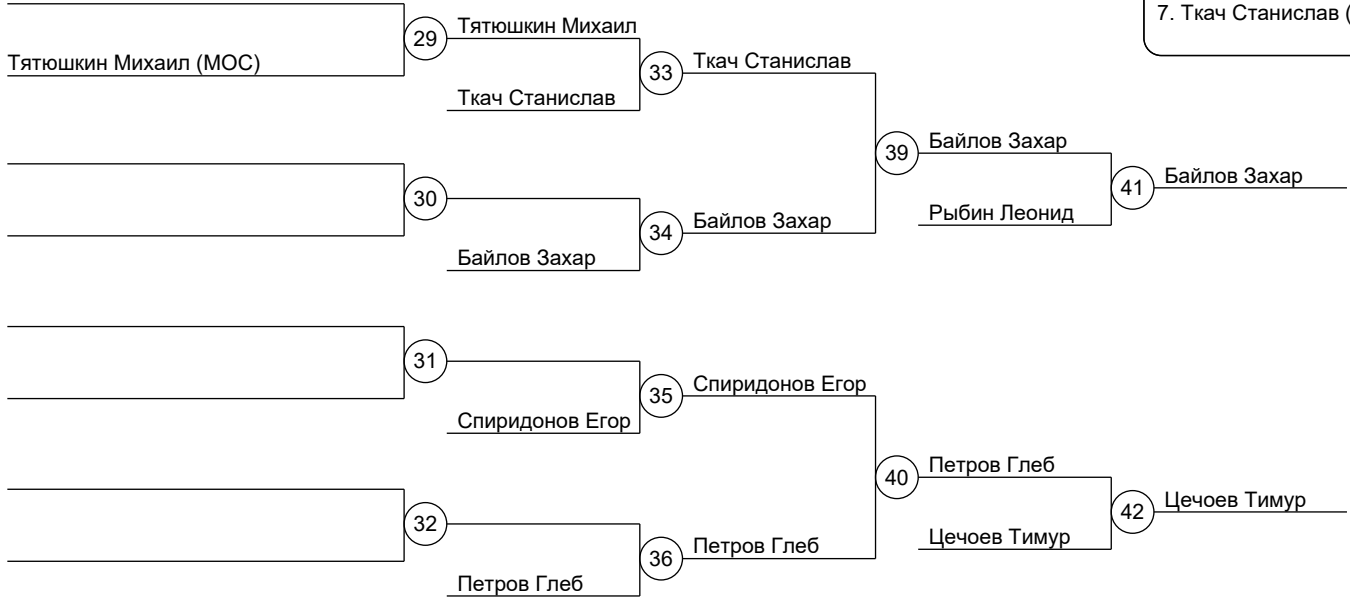 7. Ткач Станислав (
29
Тятюшкин Михаил
Тятюшкин Михаил (МОС)
33
Ткач Станислав
Ткач Станислав
39
Байлов Захар
41
Байлов Захар
Рыбин Леонид
30
34
Байлов Захар
Байлов Захар
31
35
Спиридонов Егор
Спиридонов Егор
40
Петров Глеб
42
Цечоев Тимур
Цечоев Тимур
32
36
Петров Глеб
Петров Глеб